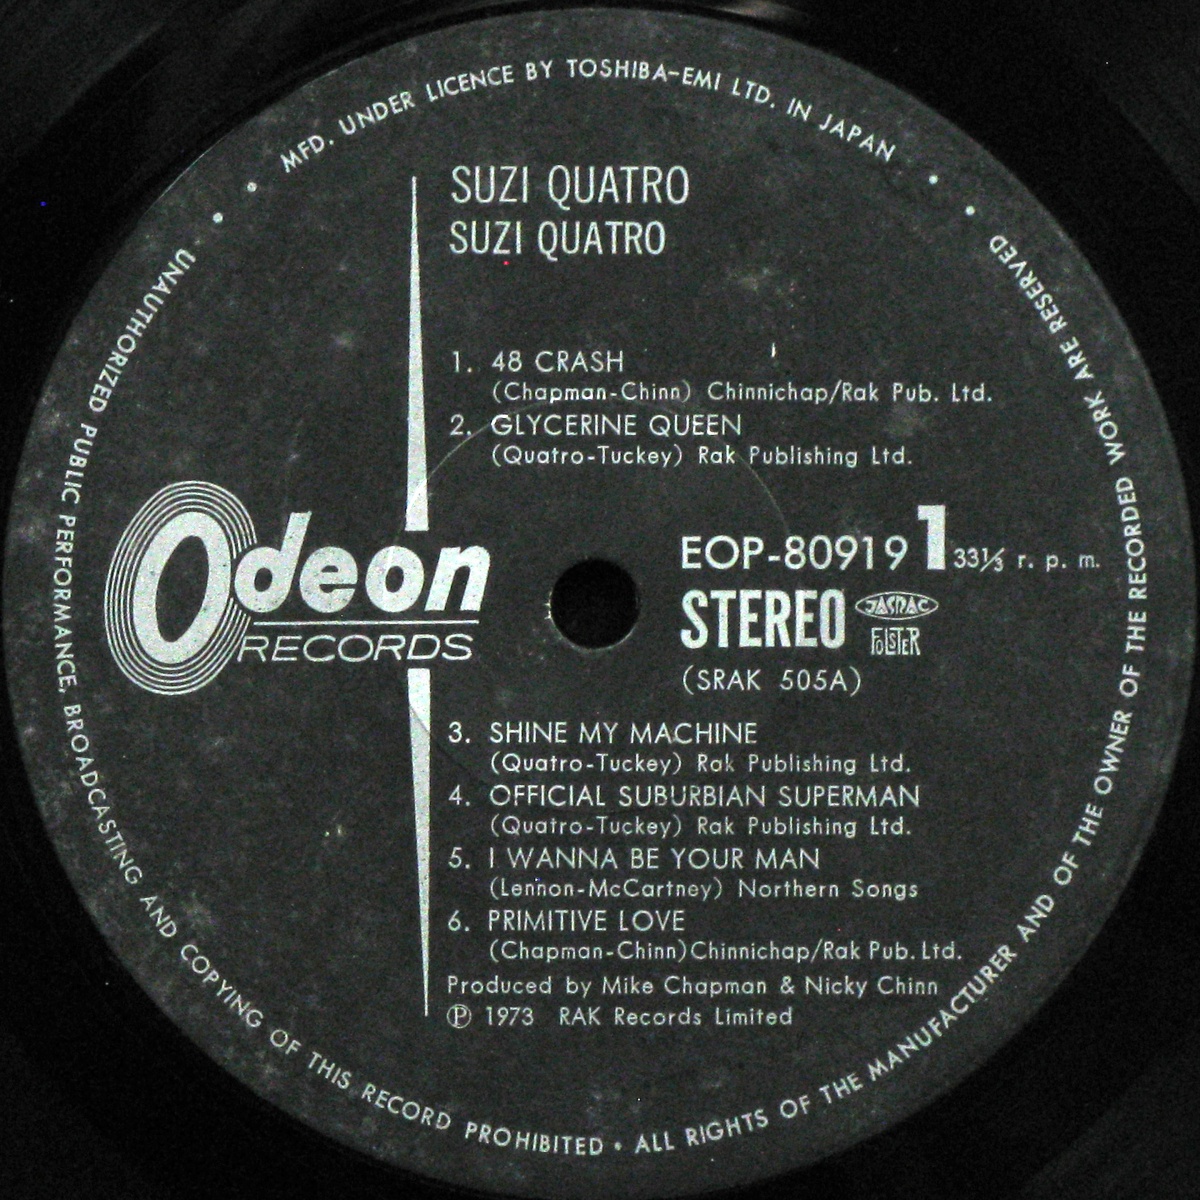 MFD. UNDER LICENCE BY TOSHIBA-EMI LTD. IN JAPAN
SUZI QUATRO
SUZI QUATRO
1. 48 CRASH
(Chapman-Chinn) Chinnichap/Rak Pub. Ltd.
2. GLYCERINE QUEEN
(Quatro-Tuckey) Rak Publishing Ltd.
Odeon
RECORDS
EOP-80919 1 33⅓ r. p. m.
STEREO JASRAC
POLSTER
(SRAK 505A)
3. SHINE MY MACHINE
(Quatro-Tuckey) Rak Publishing Ltd.
4. OFFICIAL SUBURBIAN SUPERMAN
(Quatro-Tuckey) Rak Publishing Ltd.
5. I WANNA BE YOUR MAN
(Lennon-McCartney) Northern Songs
6. PRIMITIVE LOVE
(Chapman-Chinn) Chinnichap/Rak Pub. Ltd.
Produced by Mike Chapman & Nicky Chinn
℗ 1973 RAK Records Limited
UNAUTHORIZED PUBLIC PERFORMANCE, BROADCASTING AND COPYING OF THIS RECORD PROHIBITED • ALL RIGHTS OF THE MANUFACTURER AND OF THE OWNER OF THE RECORDED WORK ARE RESERVED